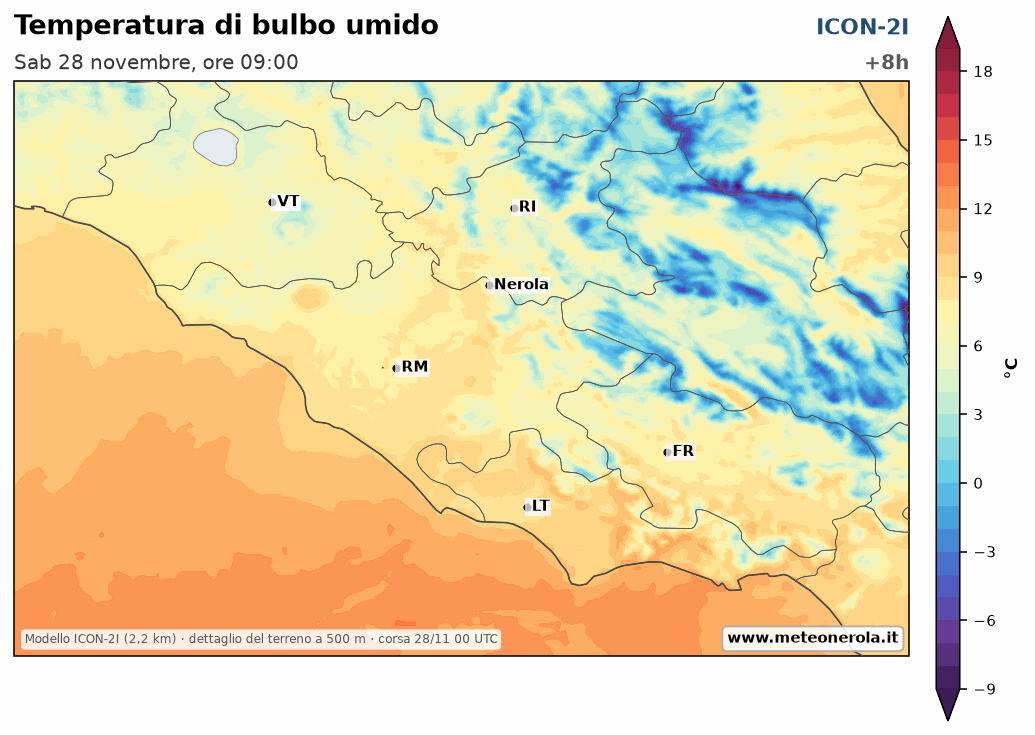 Temperatura di bulbo umido
ICON-2I
Sab 28 novembre, ore 09:00
+8h
VT
RI
Nerola
RM
FR
LT
Modello ICON-2I (2,2 km) · dettaglio del terreno a 500 m · corsa 28/11 00 UTC
www.meteonerola.it
18
15
12
9
6
3
0
−3
−6
−9
°C